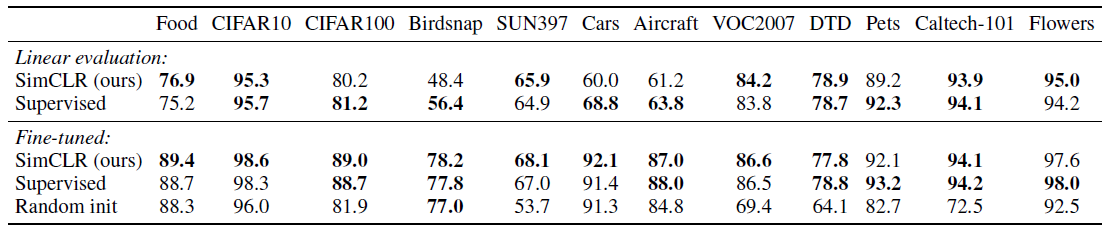 Food CIFAR10 CIFAR100 Birdsnap SUN397 Cars Aircraft VOC2007 DTD Pets Caltech-101 Flowers
Linear evaluation:
SimCLR (ours) 76.9 95.3 80.2 48.4 65.9 60.0 61.2 84.2 78.9 89.2 93.9 95.0
Supervised 75.2 95.7 81.2 56.4 64.9 68.8 63.8 83.8 78.7 92.3 94.1 94.2
Fine-tuned:
SimCLR (ours) 89.4 98.6 89.0 78.2 68.1 92.1 87.0 86.6 77.8 92.1 94.1 97.6
Supervised 88.7 98.3 88.7 77.8 67.0 91.4 88.0 86.5 78.8 93.2 94.2 98.0
Random init 88.3 96.0 81.9 77.0 53.7 91.3 84.8 69.4 64.1 82.7 72.5 92.5